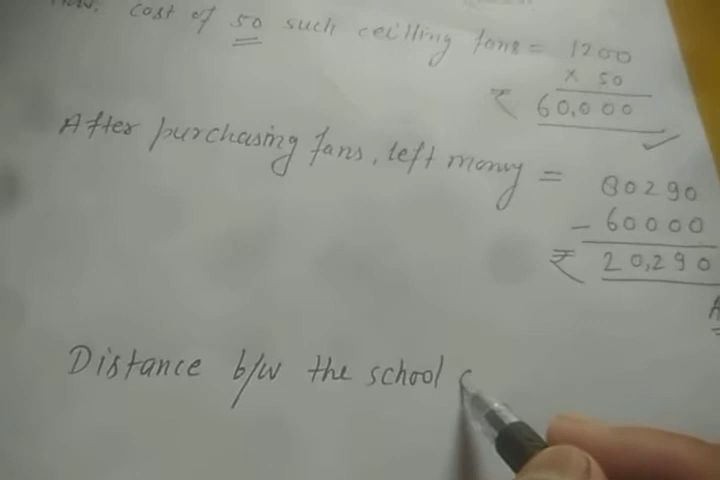 cost of 50 such ceilling fans = 1200
× 50
₹ 60,000
After purchasing fans, left money = 80290
- 60000
₹ 20,290
Distance b/w the school